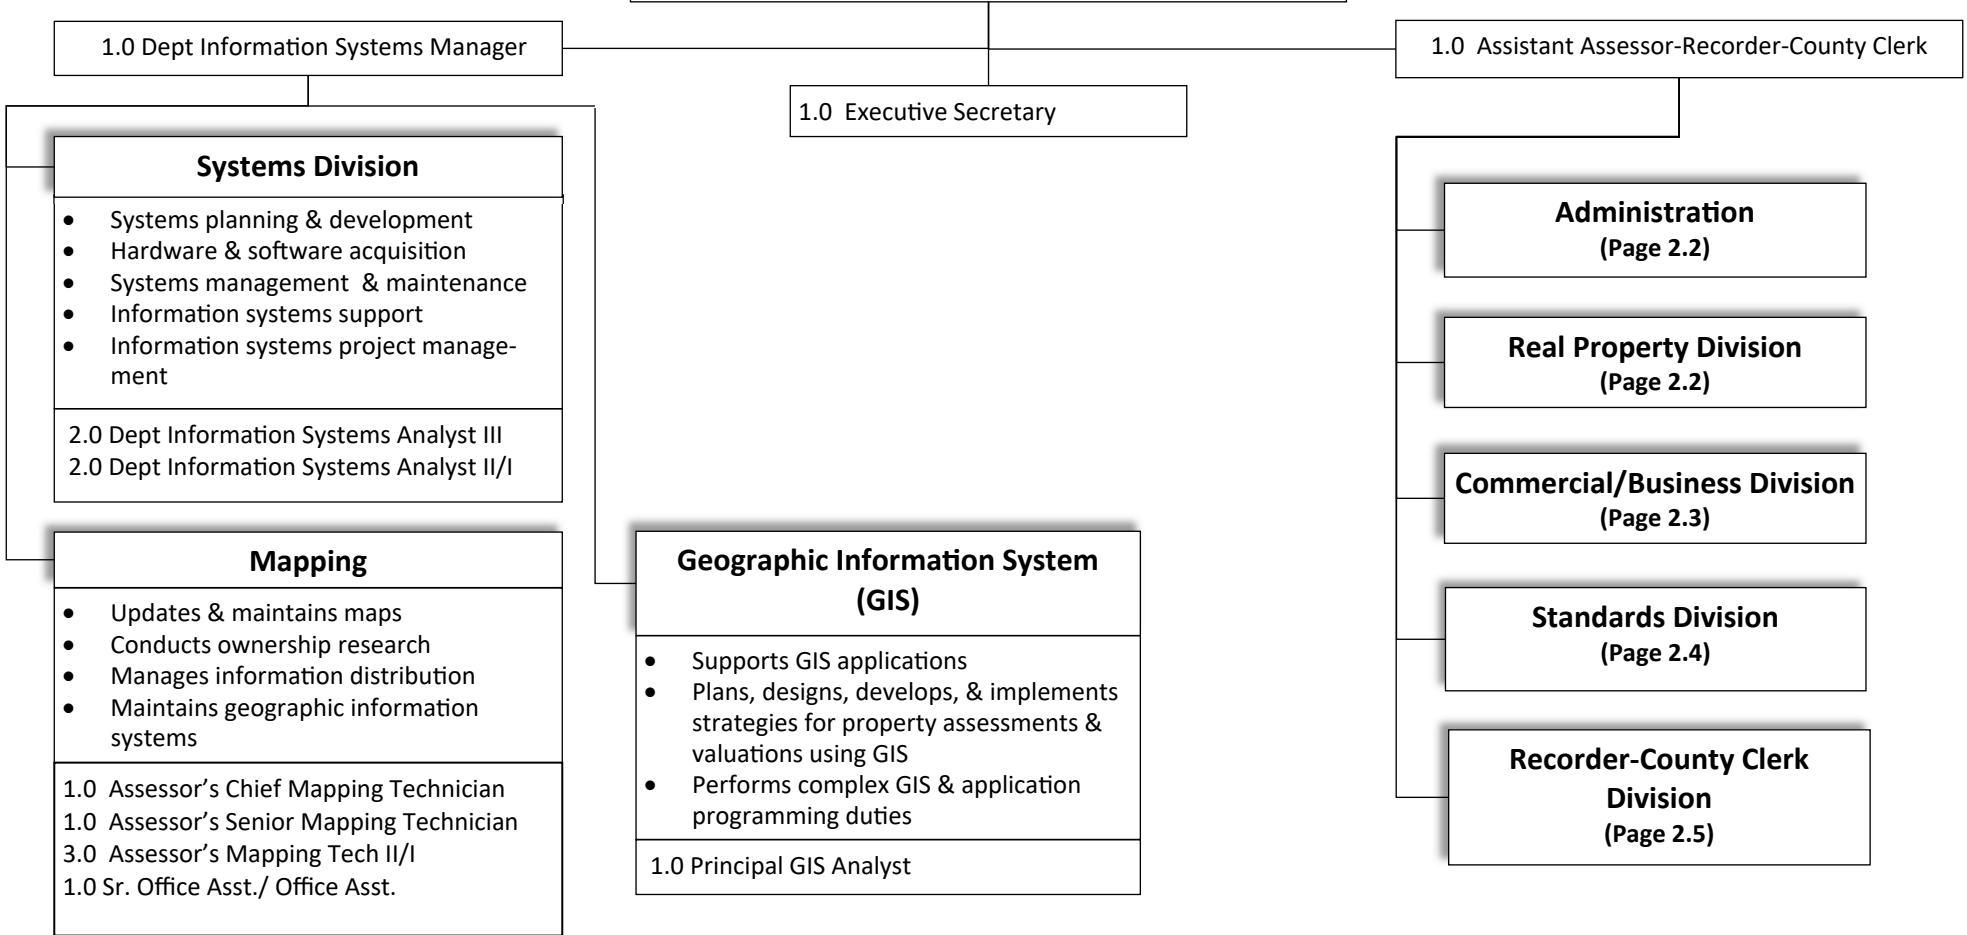 1.0 Dept Information Systems Manager
1.0 Assistant Assessor-Recorder-County Clerk
1.0 Executive Secretary
Systems Division
• Systems planning & development
• Hardware & software acquisition
• Systems management & maintenance
• Information systems support
• Information systems project manage-
ment
2.0 Dept Information Systems Analyst III
2.0 Dept Information Systems Analyst II/I
Mapping
• Updates & maintains maps
• Conducts ownership research
• Manages information distribution
• Maintains geographic information
systems
1.0 Assessor’s Chief Mapping Technician
1.0 Assessor’s Senior Mapping Technician
3.0 Assessor’s Mapping Tech II/I
1.0 Sr. Office Asst./ Office Asst.
Geographic Information System
(GIS)
• Supports GIS applications
• Plans, designs, develops, & implements
strategies for property assessments &
valuations using GIS
• Performs complex GIS & application
programming duties
1.0 Principal GIS Analyst
Administration
(Page 2.2)
Real Property Division
(Page 2.2)
Commercial/Business Division
(Page 2.3)
Standards Division
(Page 2.4)
Recorder-County Clerk
Division
(Page 2.5)